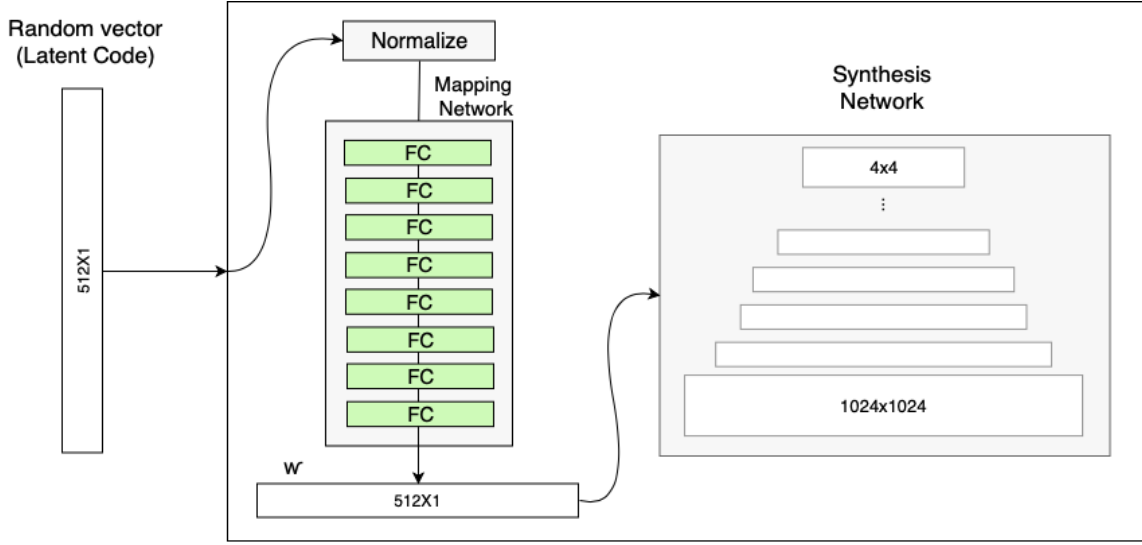 Random vector
(Latent Code)
512X1
Normalize
Mapping
Network
FC
FC
FC
FC
FC
FC
FC
FC
w
512X1
Synthesis
Network
4x4
⋮
1024x1024